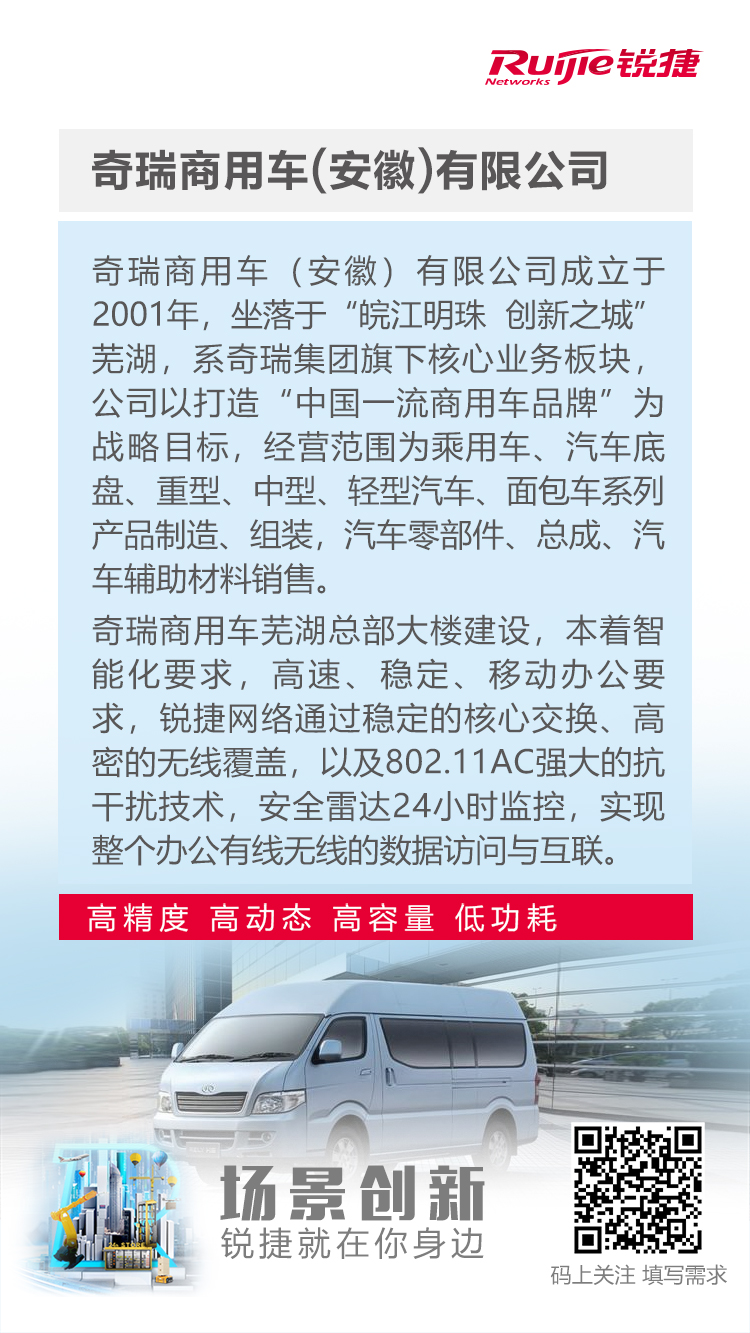 Ruijie锐捷
Networks
奇瑞商用车(安徽)有限公司
奇瑞商用车（安徽）有限公司成立于
2001年，坐落于“皖江明珠 创新之城”
芜湖，系奇瑞集团旗下核心业务板块，
公司以打造“中国一流商用车品牌”为
战略目标，经营范围为乘用车、汽车底
盘、重型、中型、轻型汽车、面包车系列
产品制造、组装，汽车零部件、总成、汽
车辅助材料销售。
奇瑞商用车芜湖总部大楼建设，本着智
能化要求，高速、稳定、移动办公要
求，锐捷网络通过稳定的核心交换、高
密的无线覆盖，以及802.11AC强大的抗
干扰技术，安全雷达24小时监控，实现
整个办公有线无线的数据访问与互联。
高精度 高动态 高容量 低功耗
场景创新
锐捷就在你身边
码上关注 填写需求